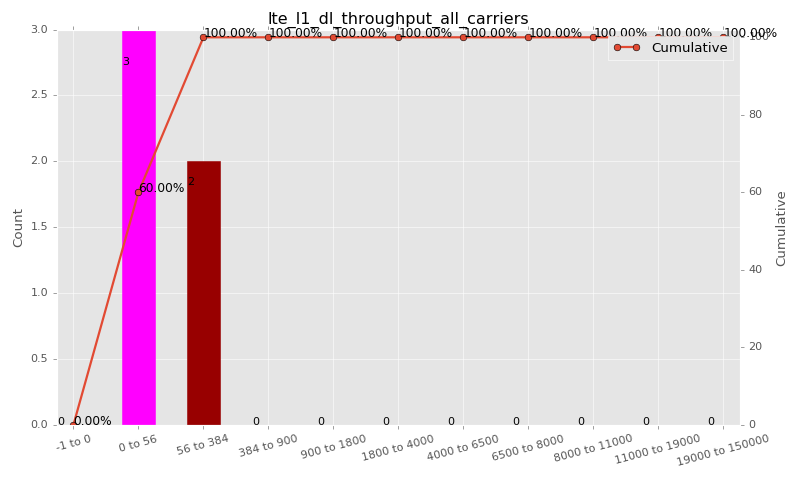 lte_l1_dl_throughput_all_carriers
3.0
2.5
2.0
1.5
1.0
0.5
0.0
Count
100
80
60
40
20
0
Cumulative
Cumulative
3
2
0
0
0
0
0
0
0
0
0
0.00%
60.00%
100.00%
100.00%
100.00%
100.00%
100.00%
100.00%
100.00%
100.00%
100.00%
-1 to 0
0 to 56
56 to 384
384 to 900
900 to 1800
1800 to 4000
4000 to 6500
6500 to 8000
8000 to 11000
11000 to 19000
19000 to 150000